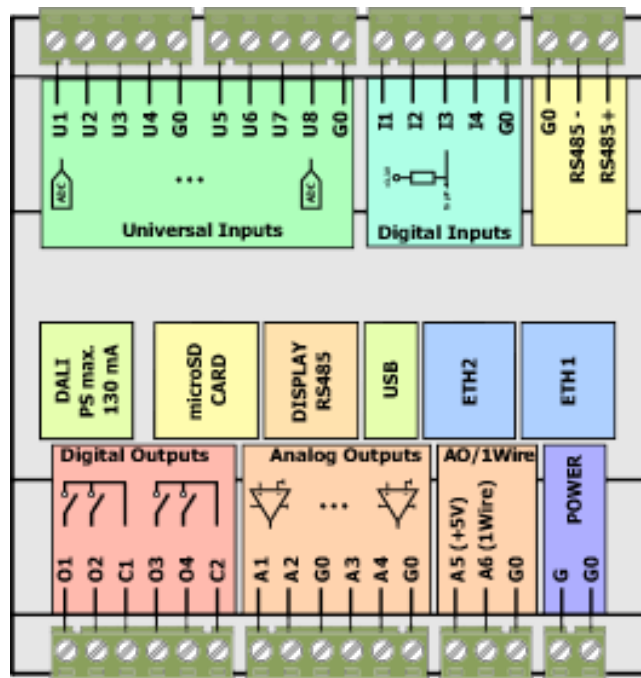 U1
U2
U3
U4
G0
U5
U6
U7
U8
G0
I1
I2
I3
I4
G0
G0
RS485 -
RS485+
ADC
...
ADC
Universal Inputs
Digital Inputs
DALI
PS max.
130 mA
microSD
CARD
DISPLAY
RS485
USB
ETH2
ETH1
Digital Outputs
Analog Outputs
AO/1Wire
POWER
...
O1
O2
C1
O3
O4
C2
A1
A2
G0
A3
A4
G0
A5 (+5V)
A6 (1Wire)
G0
G
G0